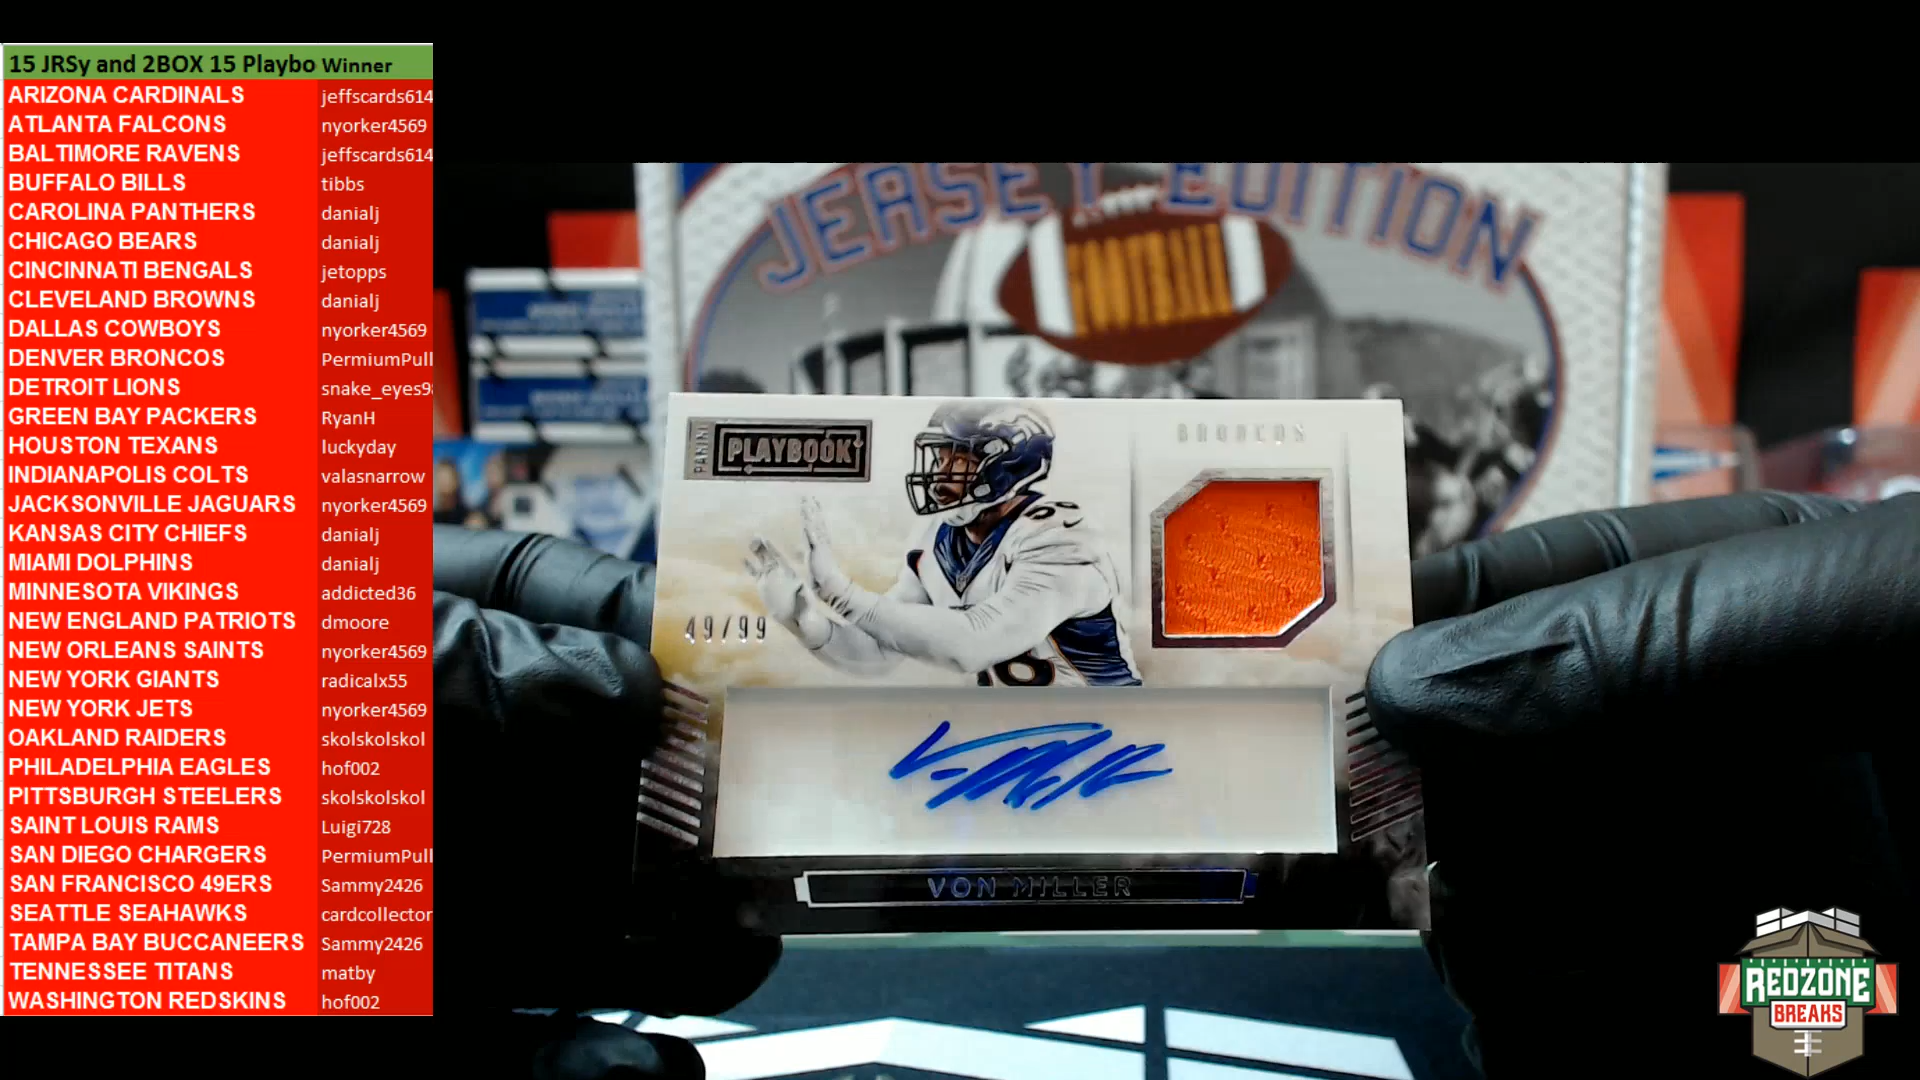 15 JRSy and 2BOX 15 Playbo Winner
ARIZONA CARDINALS jeffscards614
ATLANTA FALCONS nyorker4569
BALTIMORE RAVENS jeffscards614
BUFFALO BILLS tibbs
CAROLINA PANTHERS danialj
CHICAGO BEARS danialj
CINCINNATI BENGALS jetopps
CLEVELAND BROWNS danialj
DALLAS COWBOYS nyorker4569
DENVER BRONCOS PermiumPull
DETROIT LIONS snake_eyes9
GREEN BAY PACKERS RyanH
HOUSTON TEXANS luckyday
INDIANAPOLIS COLTS valasnarrow
JACKSONVILLE JAGUARS nyorker4569
KANSAS CITY CHIEFS danialj
MIAMI DOLPHINS danialj
MINNESOTA VIKINGS addicted36
NEW ENGLAND PATRIOTS dmoore
NEW ORLEANS SAINTS nyorker4569
NEW YORK GIANTS radicalx55
NEW YORK JETS nyorker4569
OAKLAND RAIDERS skolskolskol
PHILADELPHIA EAGLES hof002
PITTSBURGH STEELERS skolskolskol
SAINT LOUIS RAMS Luigi728
SAN DIEGO CHARGERS PermiumPull
SAN FRANCISCO 49ERS Sammy2426
SEATTLE SEAHAWKS cardcollector
TAMPA BAY BUCCANEERS Sammy2426
TENNESSEE TITANS matby
WASHINGTON REDSKINS hof002
JERSEY EDITION
FOOTBALL
PANINI
PLAYBOOK
BRONCOS
49/99
VON MILLER
REDZONE
BREAKS